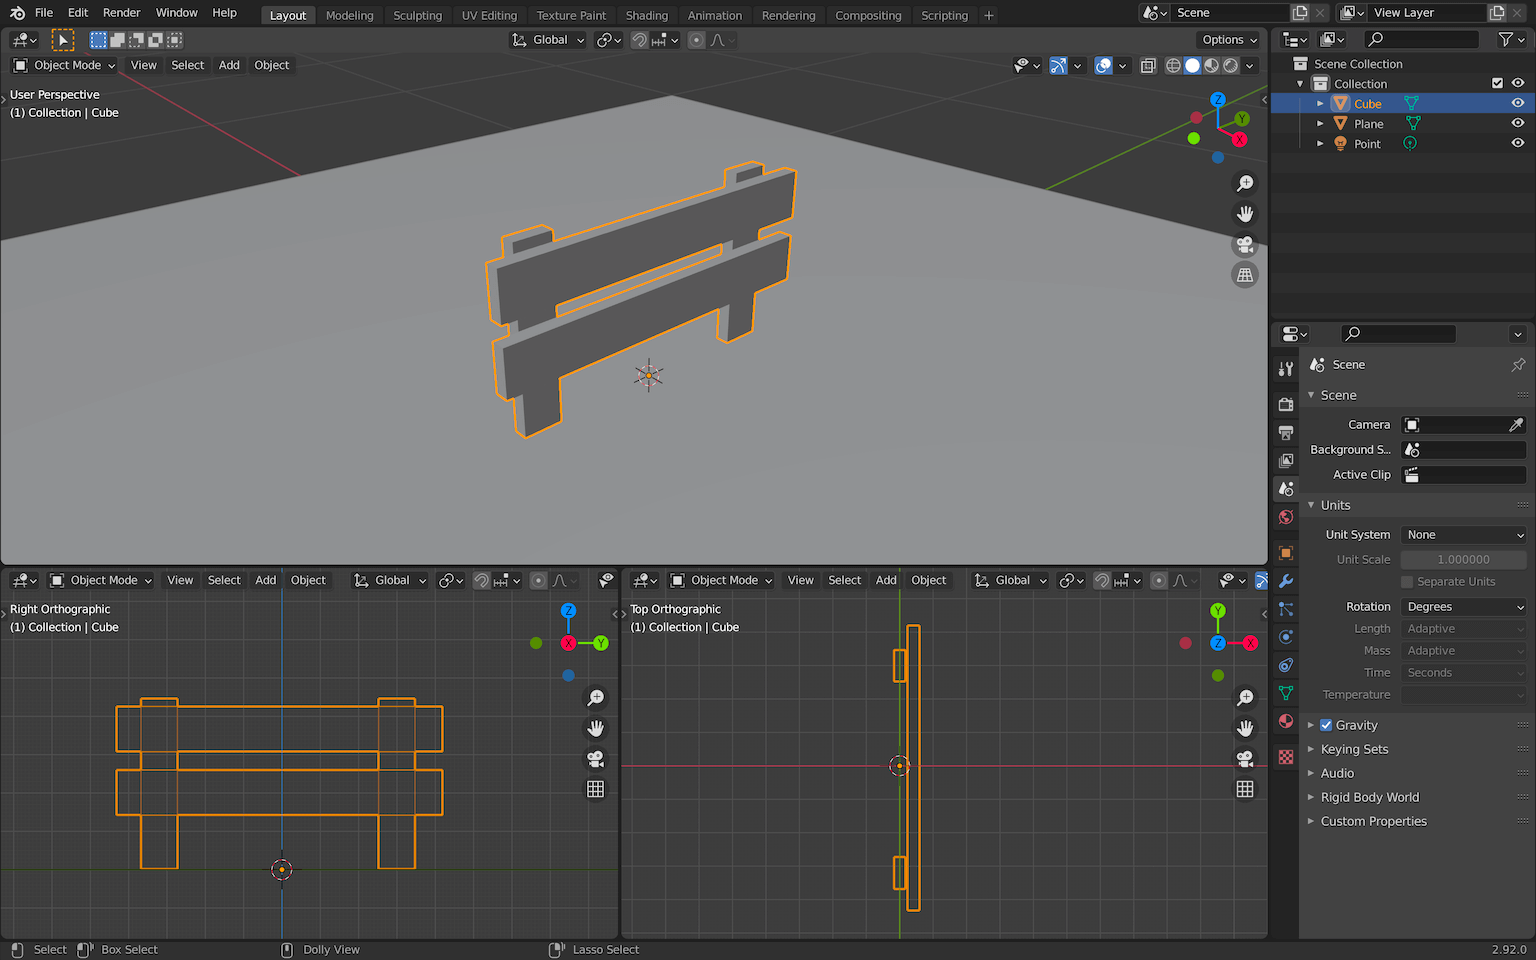 File Edit Render Window Help Layout Modeling Sculpting UV Editing Texture Paint Shading Animation Rendering Compositing Scripting + Scene View Layer
Global Options
Object Mode View Select Add Object
User Perspective
(1) Collection | Cube
Z
Y
X
Scene Collection
Collection
Cube
Plane
Point
Scene
Scene
Camera
Background S...
Active Clip
Units
Unit System None
Unit Scale 1.000000
Separate Units
Rotation Degrees
Length Adaptive
Mass Adaptive
Time Seconds
Temperature
Gravity
Keying Sets
Audio
Rigid Body World
Custom Properties
Object Mode View Select Add Object Global
Right Orthographic
(1) Collection | Cube
Z
X Y
Object Mode View Select Add Object Global
Top Orthographic
(1) Collection | Cube
Y
Z X
Select Box Select Dolly View Lasso Select 2.92.0